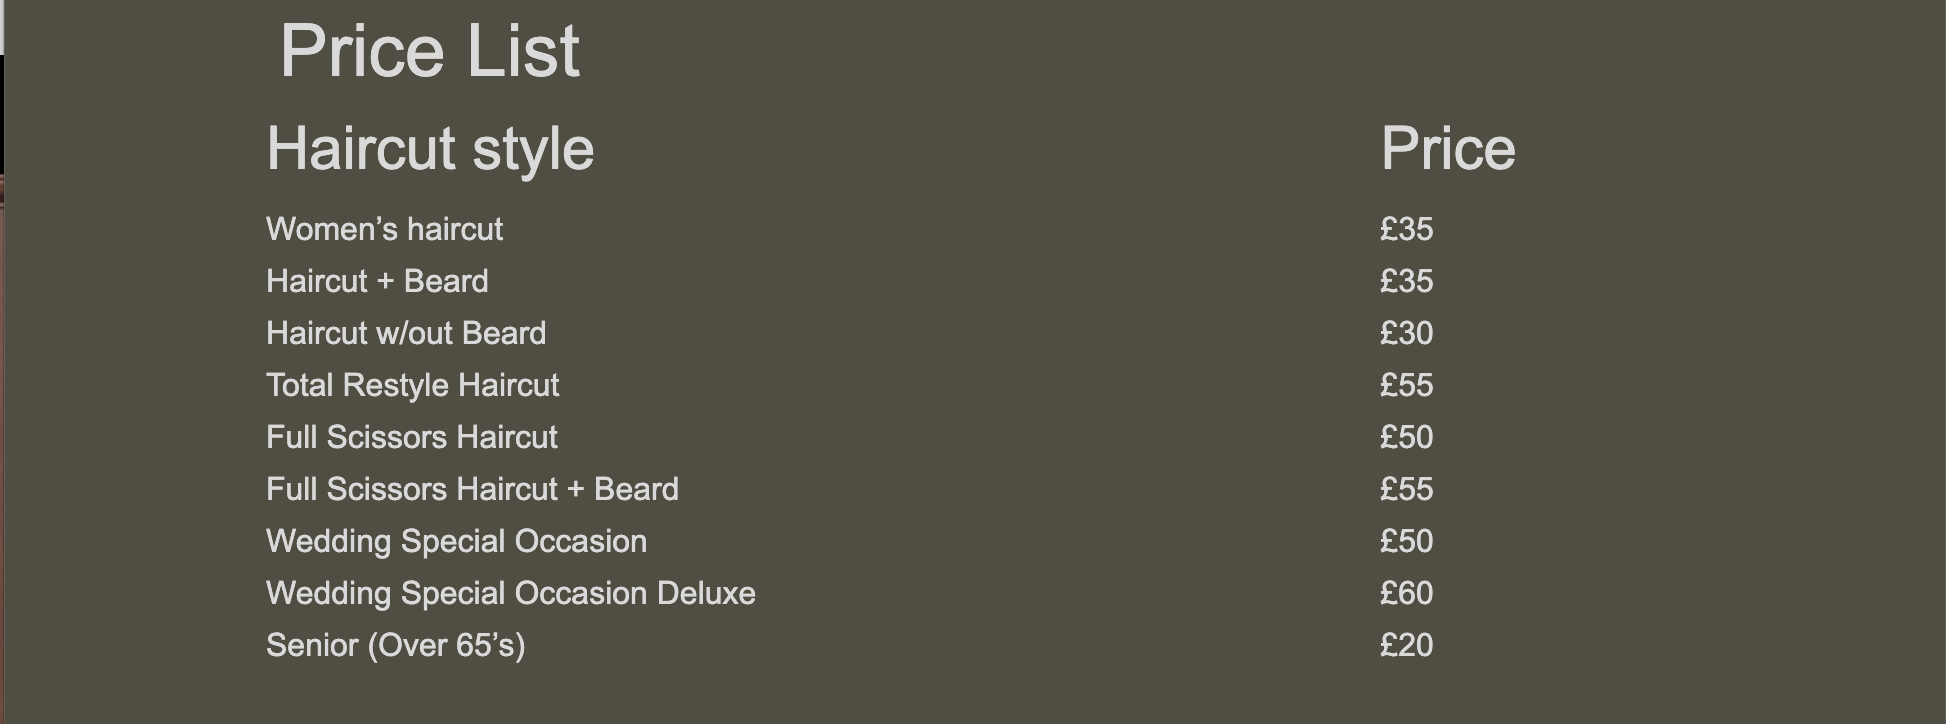 Price List
Haircut style Price
Women’s haircut £35
Haircut + Beard £35
Haircut w/out Beard £30
Total Restyle Haircut £55
Full Scissors Haircut £50
Full Scissors Haircut + Beard £55
Wedding Special Occasion £50
Wedding Special Occasion Deluxe £60
Senior (Over 65’s) £20